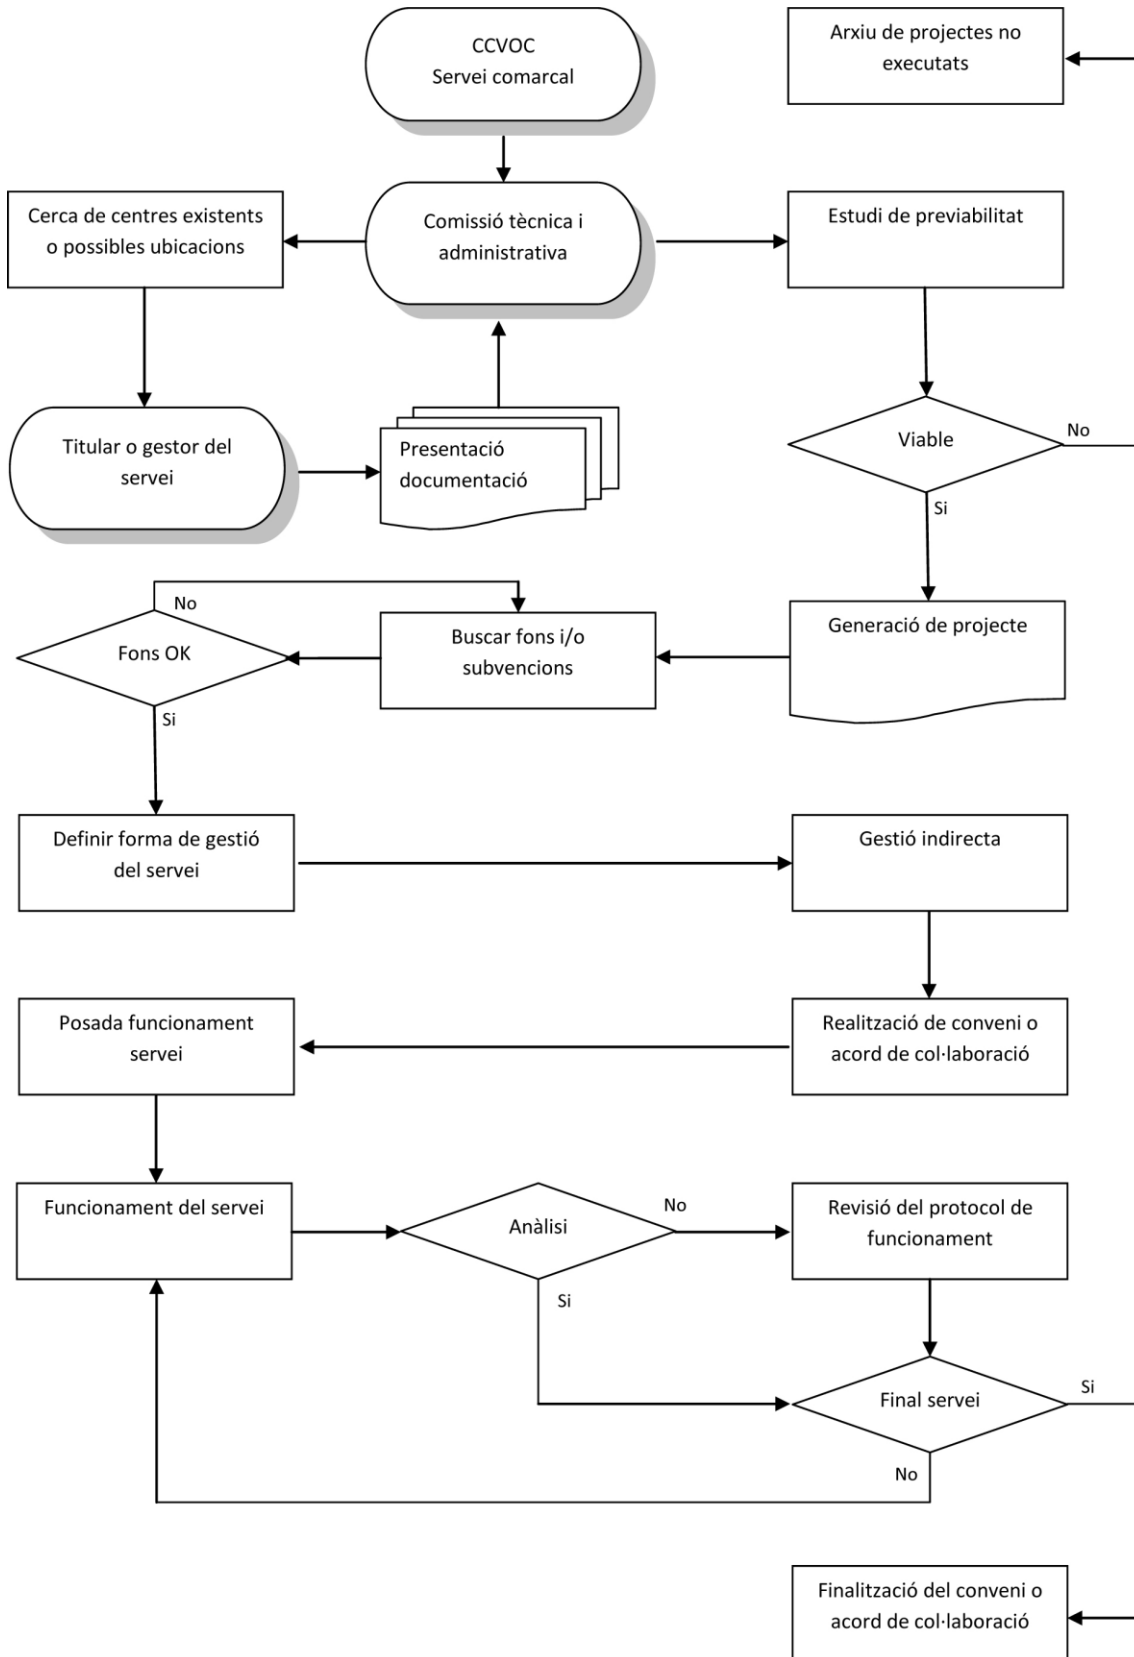 CCVOC
Servei comarcal
Arxiu de projectes no
executats
Cerca de centres existents
o possibles ubicacions
Comissió tècnica i
administrativa
Estudi de previabilitat
Titular o gestor del
servei
Presentació
documentació
Viable
No
Si
No
Fons OK
Buscar fons i/o
subvencions
Generació de projecte
Si
Definir forma de gestió
del servei
Gestió indirecta
Posada funcionament
servei
Realització de conveni o
acord de col·laboració
Funcionament del servei
Anàlisi
No
Revisió del protocol de
funcionament
Si
Final servei
Si
No
Finalització del conveni o
acord de col·laboració